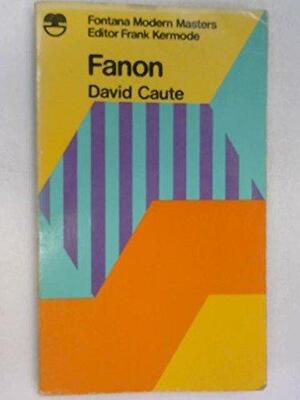 Fontana Modern Masters
Editor Frank Kermode
Fanon
David Caute